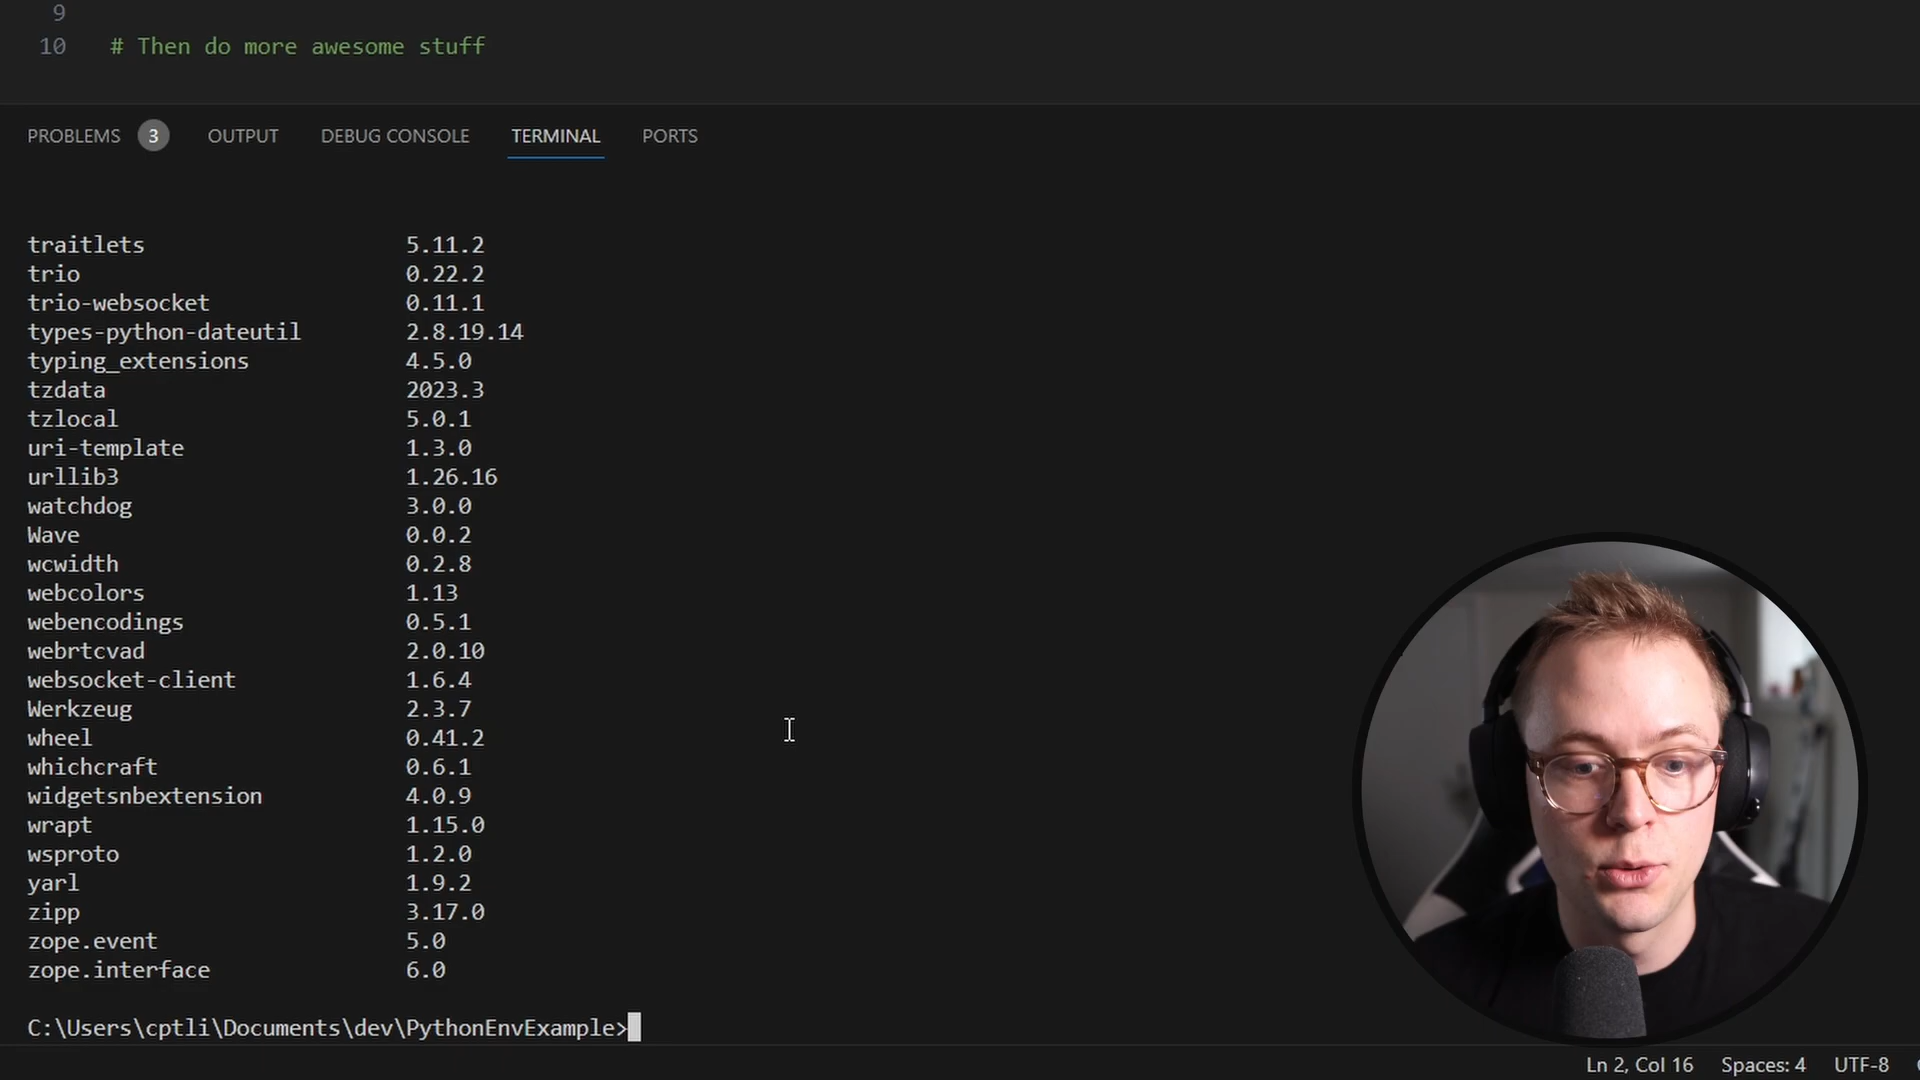 9
10 # Then do more awesome stuff
PROBLEMS 3 OUTPUT DEBUG CONSOLE TERMINAL PORTS
traitlets 5.11.2
trio 0.22.2
trio-websocket 0.11.1
types-python-dateutil 2.8.19.14
typing_extensions 4.5.0
tzdata 2023.3
tzlocal 5.0.1
uri-template 1.3.0
urllib3 1.26.16
watchdog 3.0.0
Wave 0.0.2
wcwidth 0.2.8
webcolors 1.13
webencodings 0.5.1
webrtcvad 2.0.10
websocket-client 1.6.4
Werkzeug 2.3.7
wheel 0.41.2
whichcraft 0.6.1
widgetsnbextension 4.0.9
wrapt 1.15.0
wsproto 1.2.0
yarl 1.9.2
zipp 3.17.0
zope.event 5.0
zope.interface 6.0
C:\Users\cptli\Documents\dev\PythonEnvExample>
Ln 2, Col 16 Spaces: 4 UTF-8